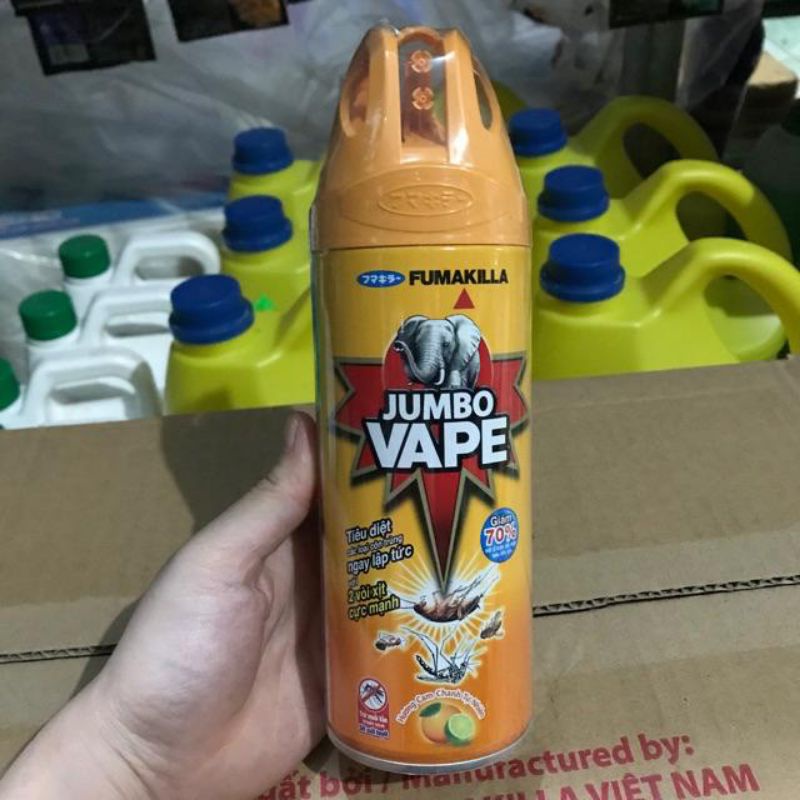 フマキラー
フマキラー FUMAKILLA
JUMBO
VAPE
Tiêu diệt
các loại côn trùng
ngay lập tức
với
2 vòi xịt
cực mạnh
Giảm
70%
Hương Cam Chanh Tự Nhiên
xuất bởi / Manufactured by:
KILLA VIỆT NAM